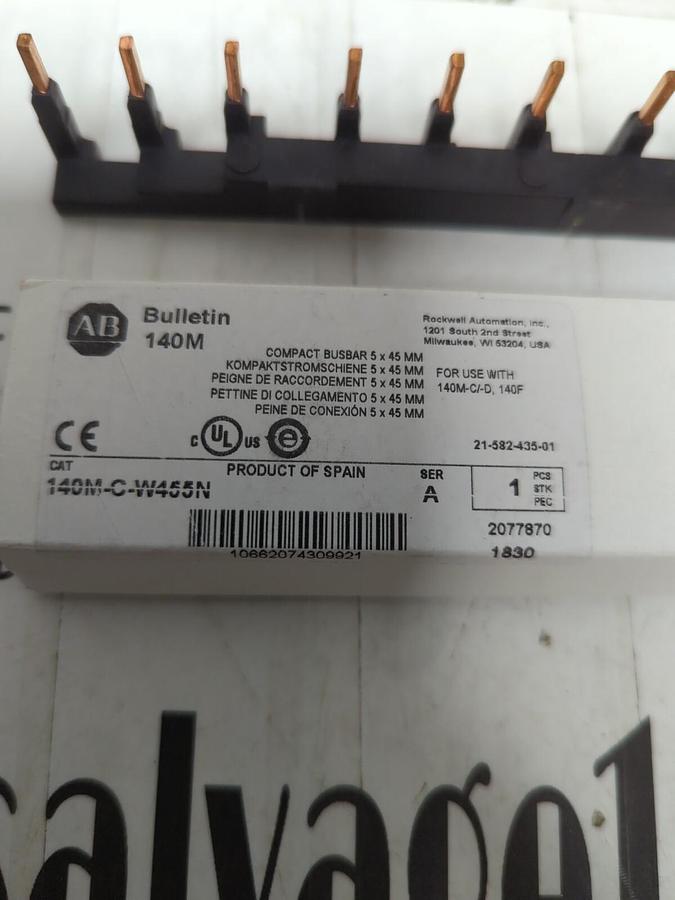 AB
Bulletin
140M
COMPACT BUSBAR 5 x 45 MM
KOMPAKTSTROMSCHIENE 5 x 45 MM
PEIGNE DE RACCORDEMENT 5 x 45 MM
PETTINE DI COLLEGAMENTO 5 x 45 MM
PEINE DE CONEXIÓN 5 x 45 MM
Rockwell Automation, Inc.,
1201 South 2nd Street
Milwaukee, WI 53204, USA
FOR USE WITH
140M-C/-D, 140F
CE
c UL US e
21-582-435-01
CAT
140M-C-W455N
PRODUCT OF SPAIN
SER
A
1
PCS
STK
PEC
10662074309921
2077870
1830
salvage1